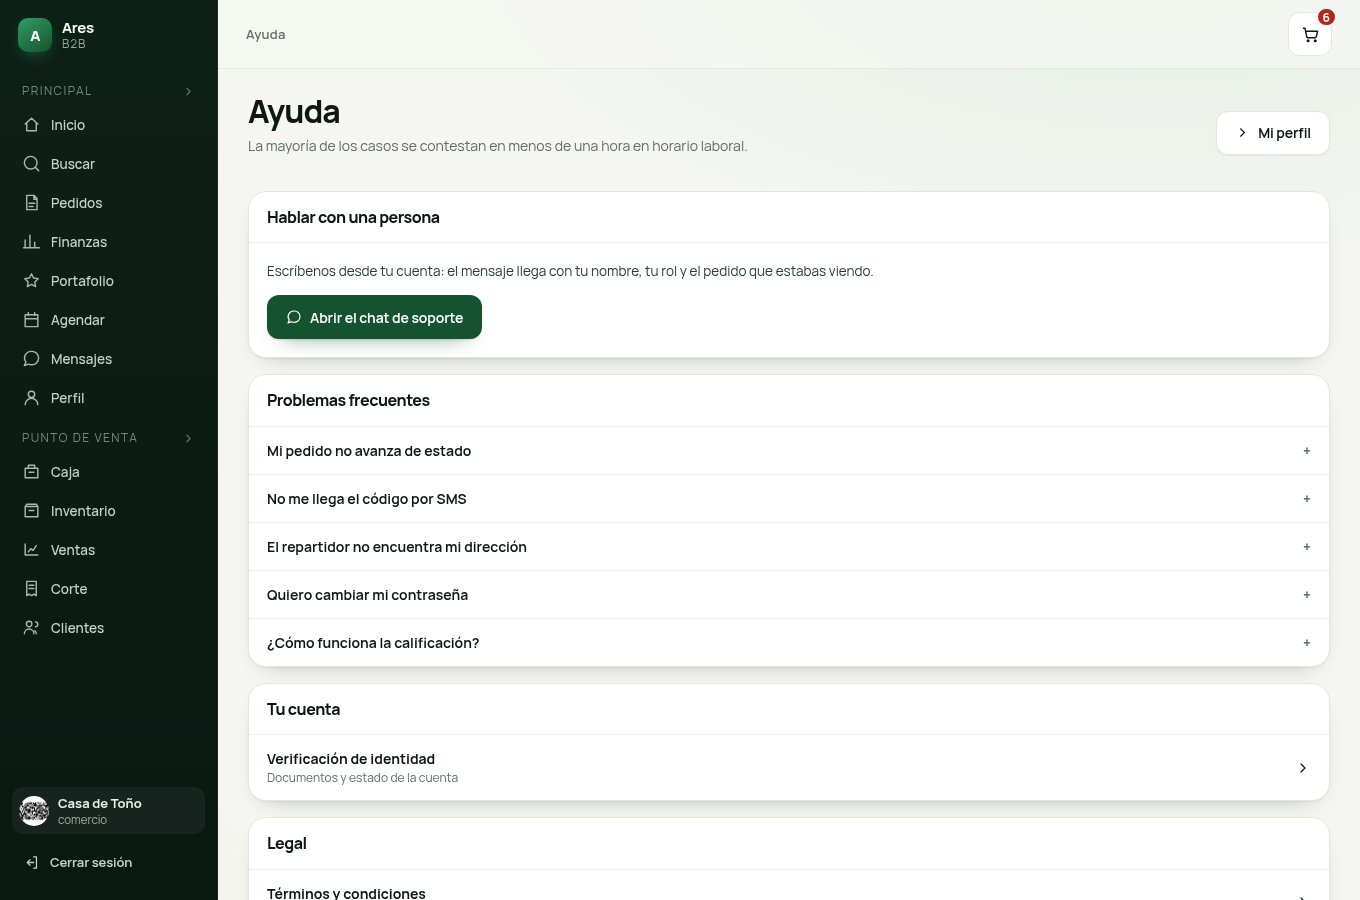 A
Ares
B2B
PRINCIPAL
Inicio
Buscar
Pedidos
Finanzas
Portafolio
Agendar
Mensajes
Perfil
PUNTO DE VENTA
Caja
Inventario
Ventas
Corte
Clientes
Casa de Toño
comercio
Cerrar sesión
Ayuda
6
Ayuda
La mayoría de los casos se contestan en menos de una hora en horario laboral.
Mi perfil
Hablar con una persona
Escríbenos desde tu cuenta: el mensaje llega con tu nombre, tu rol y el pedido que estabas viendo.
Abrir el chat de soporte
Problemas frecuentes
Mi pedido no avanza de estado +
No me llega el código por SMS +
El repartidor no encuentra mi dirección +
Quiero cambiar mi contraseña +
¿Cómo funciona la calificación? +
Tu cuenta
Verificación de identidad
Documentos y estado de la cuenta
Legal
Términos y condiciones